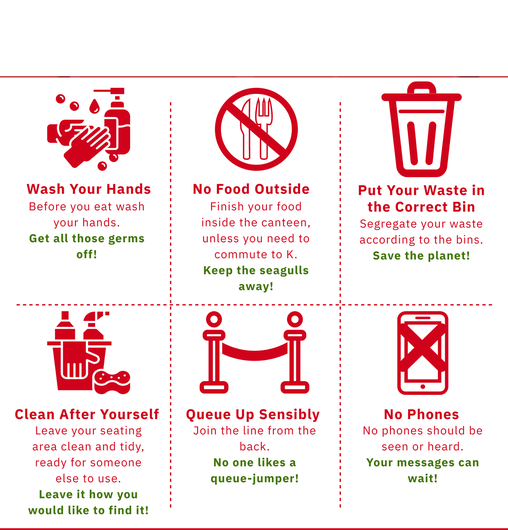 Wash Your Hands
Before you eat wash
your hands.
Get all those germs
off!
No Food Outside
Finish your food
inside the canteen,
unless you need to
commute to K.
Keep the seagulls
away!
Put Your Waste in
the Correct Bin
Segregate your waste
according to the bins.
Save the planet!
Clean After Yourself
Leave your seating
area clean and tidy,
ready for someone
else to use.
Leave it how you
would like to find it!
Queue Up Sensibly
Join the line from the
back.
No one likes a
queue-jumper!
No Phones
No phones should be
seen or heard.
Your messages can
wait!